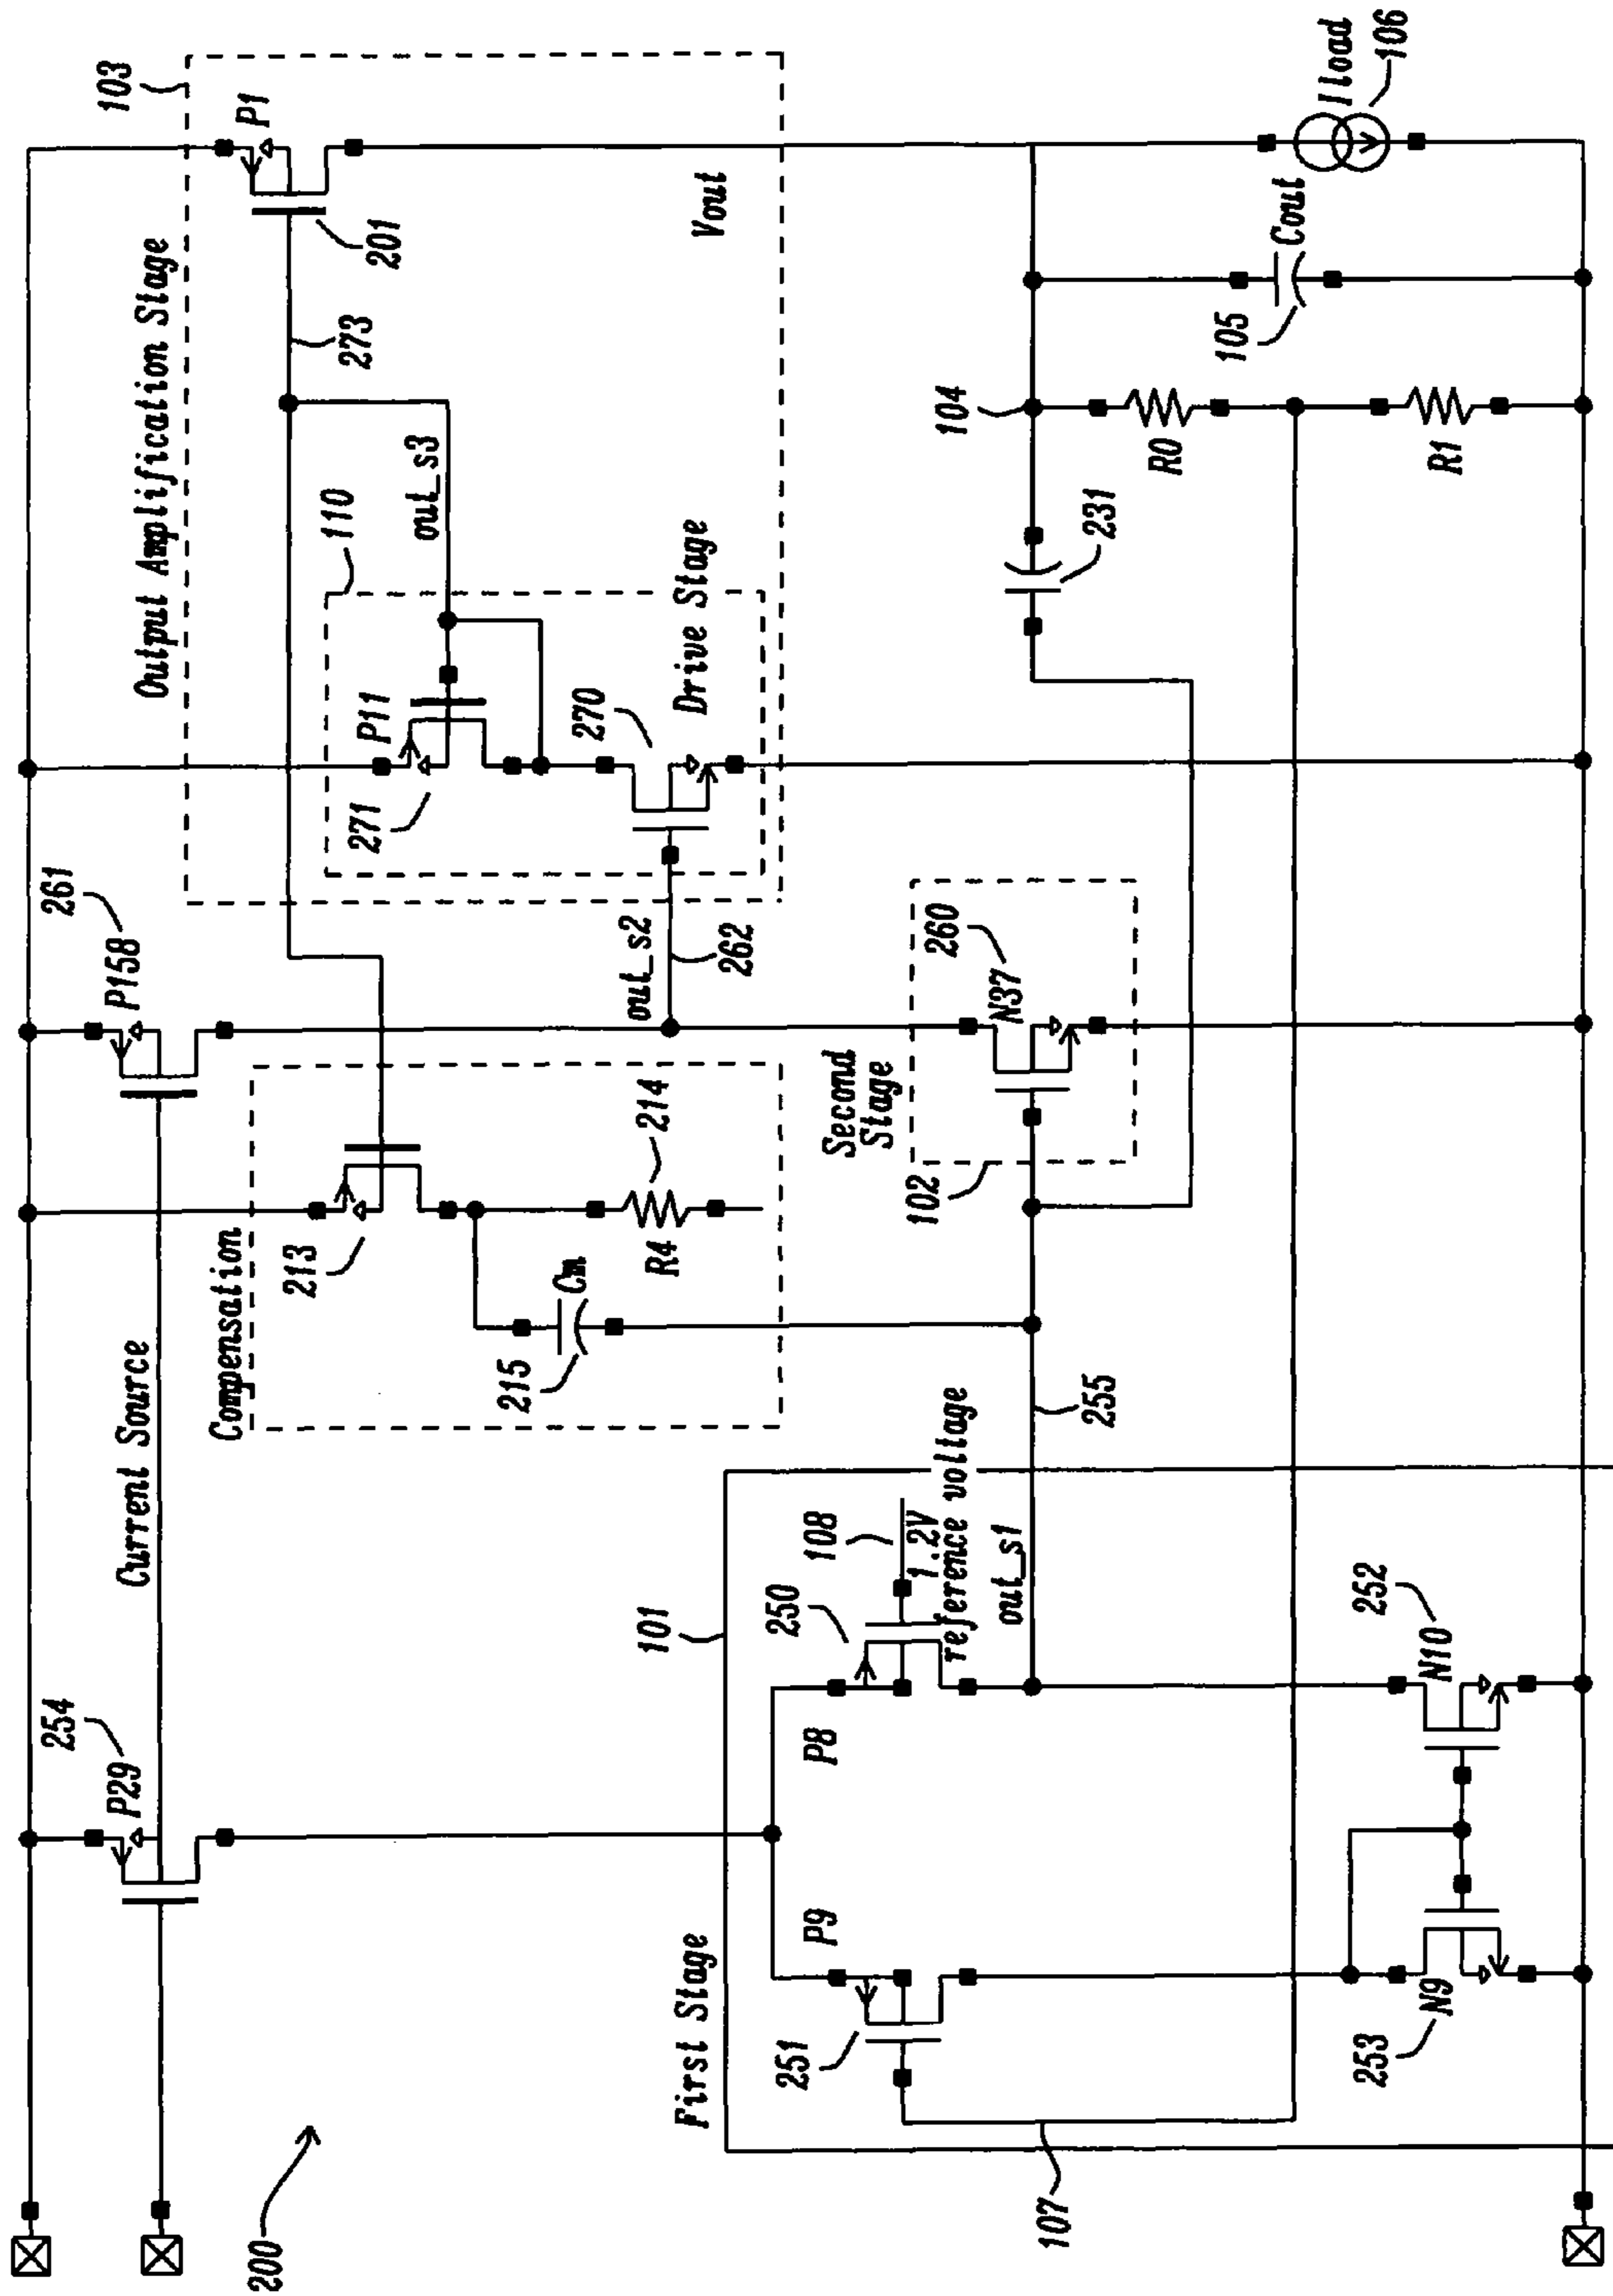 200
Current Source
254
P29
261
P158
Output Amplification Stage
103
P1
201
273
Compensation
213
215
Cm
R4
214
110
out_s3
P11
271
270
Drive Stage
Vout
out_s2
262
Second
Stage
102
N37
260
First Stage
101
P9
251
P8
250
108
1.2V
reference voltage
out_s1
255
107
253
N9
N10
252
231
104
R0
R1
105
Cout
Iload
106